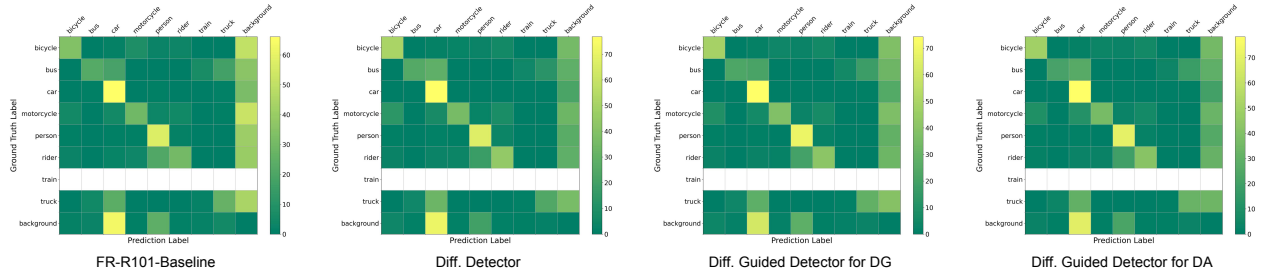 bicycle bus car motorcycle person rider train truck background
Ground Truth Label
bicycle
bus
car
motorcycle
person
rider
train
truck
background
Prediction Label
60
50
40
30
20
10
0
FR-R101-Baseline
bicycle bus car motorcycle person rider train truck background
Ground Truth Label
bicycle
bus
car
motorcycle
person
rider
train
truck
background
Prediction Label
70
60
50
40
30
20
10
0
Diff. Detector
bicycle bus car motorcycle person rider train truck background
Ground Truth Label
bicycle
bus
car
motorcycle
person
rider
train
truck
background
Prediction Label
70
60
50
40
30
20
10
0
Diff. Guided Detector for DG
bicycle bus car motorcycle person rider train truck background
Ground Truth Label
bicycle
bus
car
motorcycle
person
rider
train
truck
background
Prediction Label
70
60
50
40
30
20
10
0
Diff. Guided Detector for DA